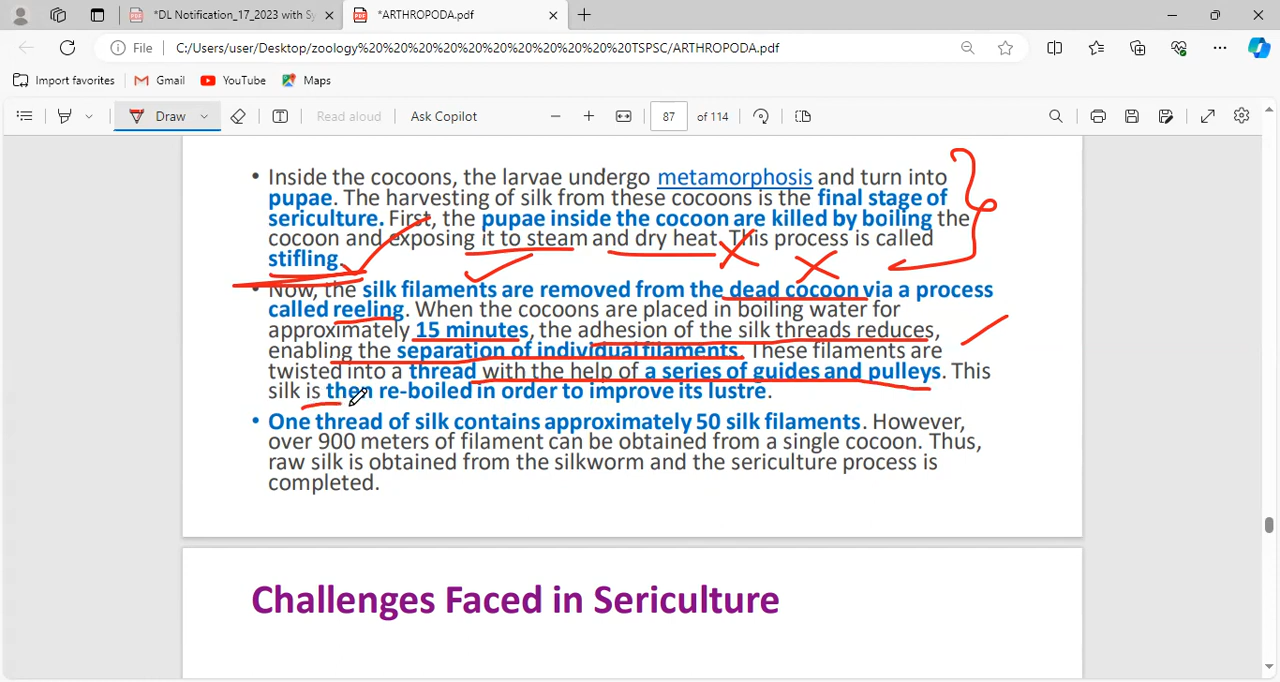 *DL Notification_17_2023 with Sy
*ARTHROPODA.pdf
File
C:/Users/user/Desktop/zoology%20%20%20%20%20%20%20%20%20%20TSPSC/ARTHROPODA.pdf
Import favorites
Gmail
YouTube
Maps
Draw
Read aloud
Ask Copilot
87
of 114
• Inside the cocoons, the larvae undergo metamorphosis and turn into
pupae. The harvesting of silk from these cocoons is the final stage of
sericulture. First, the pupae inside the cocoon are killed by boiling the
cocoon and exposing it to steam and dry heat. This process is called
stifling.
• Now, the silk filaments are removed from the dead cocoon via a process
called reeling. When the cocoons are placed in boiling water for
approximately 15 minutes, the adhesion of the silk threads reduces,
enabling the separation of individual filaments. These filaments are
twisted into a thread with the help of a series of guides and pulleys. This
silk is then re-boiled in order to improve its lustre.
• One thread of silk contains approximately 50 silk filaments. However,
over 900 meters of filament can be obtained from a single cocoon. Thus,
raw silk is obtained from the silkworm and the sericulture process is
completed.
Challenges Faced in Sericulture